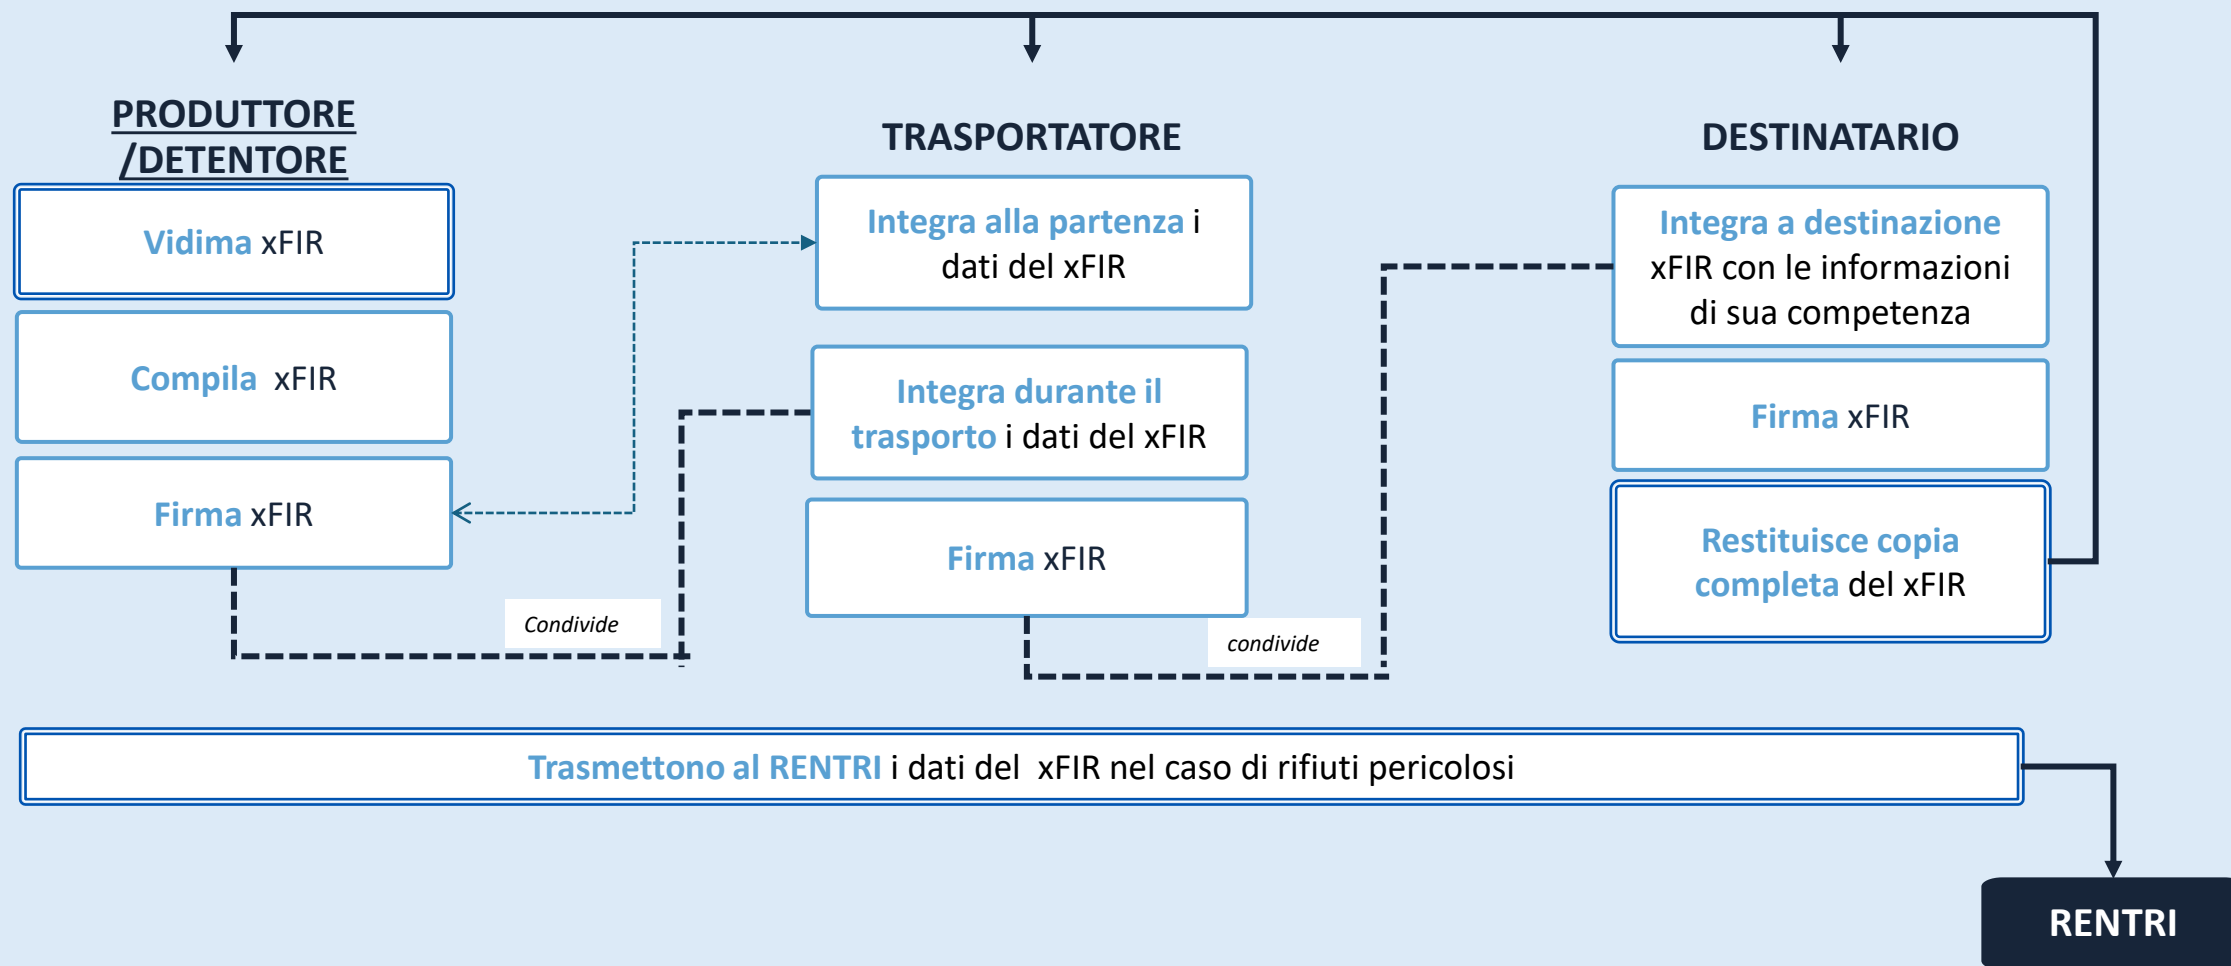 PRODUTTORE
/DETENTORE
Vidima xFIR
Compila xFIR
Firma xFIR
Condivide
TRASPORTATORE
Integra alla partenza i
dati del xFIR
Integra durante il
trasporto i dati del xFIR
Firma xFIR
condivide
DESTINATARIO
Integra a destinazione
xFIR con le informazioni
di sua competenza
Firma xFIR
Restituisce copia
completa del xFIR
Trasmettono al RENTRI i dati del xFIR nel caso di rifiuti pericolosi
RENTRI